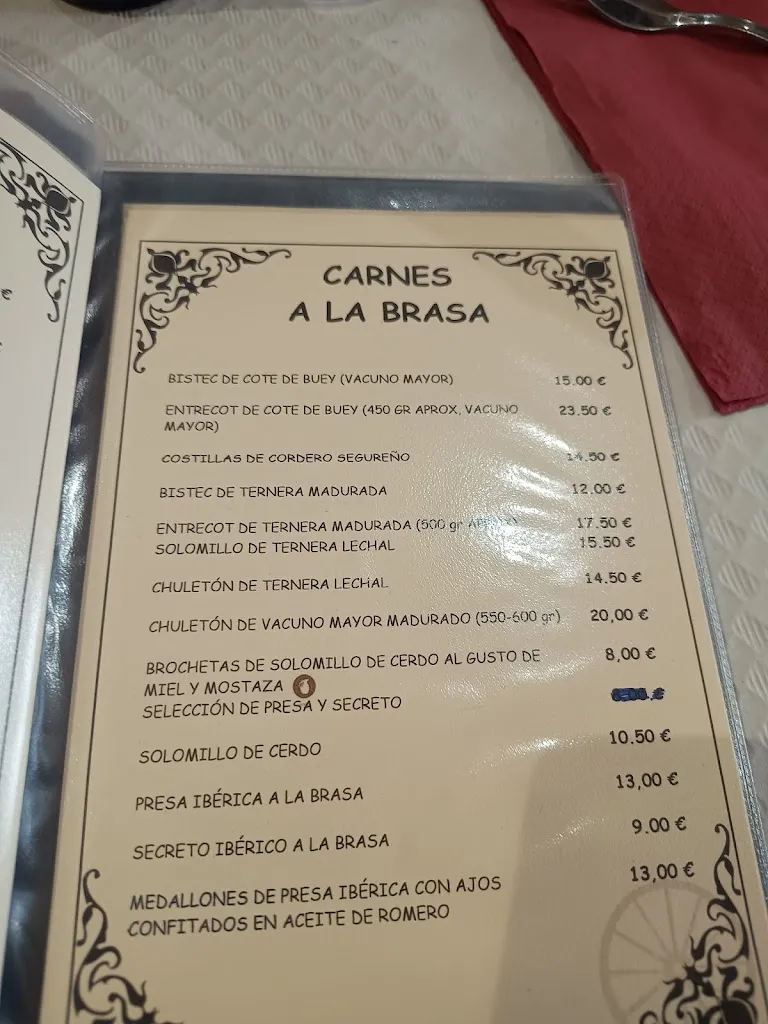 CARNES
A LA BRASA
BISTEC DE COTE DE BUEY (VACUNO MAYOR) 15.00 €
ENTRECOT DE COTE DE BUEY (450 GR APROX, VACUNO 23.50 €
MAYOR)
COSTILLAS DE CORDERO SEGUREÑO 14.50 €
BISTEC DE TERNERA MADURADA 12.00 €
ENTRECOT DE TERNERA MADURADA (500 gr APROX) 17.50 €
SOLOMILLO DE TERNERA LECHAL 15.50 €
CHULETÓN DE TERNERA LECHAL 14.50 €
CHULETÓN DE VACUNO MAYOR MADURADO (550-600 gr) 20,00 €
BROCHETAS DE SOLOMILLO DE CERDO AL GUSTO DE 8,00 €
MIEL Y MOSTAZA
SELECCIÓN DE PRESA Y SECRETO €
SOLOMILLO DE CERDO 10.50 €
PRESA IBÉRICA A LA BRASA 13,00 €
SECRETO IBÉRICO A LA BRASA 9.00 €
MEDALLONES DE PRESA IBÉRICA CON AJOS 13,00 €
CONFITADOS EN ACEITE DE ROMERO
€